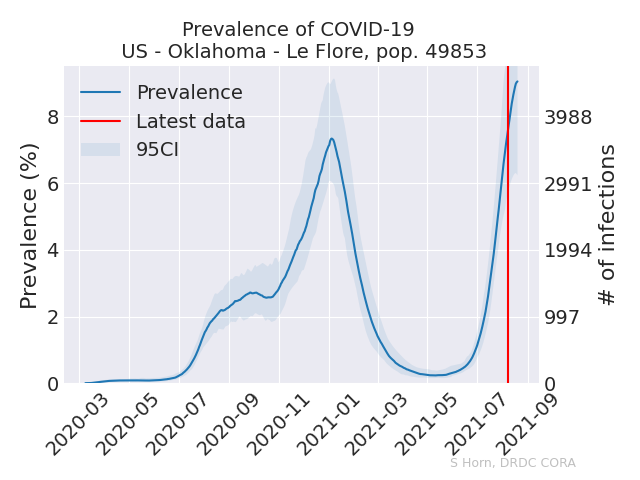 Prevalence of COVID-19
US - Oklahoma - Le Flore, pop. 49853
Prevalence
Latest data
95CI
Prevalence (%)
8
6
4
2
0
3988
2991
1994
997
0
# of infections
2020-03
2020-05
2020-07
2020-09
2020-11
2021-01
2021-03
2021-05
2021-07
2021-09
S Horn, DRDC CORA